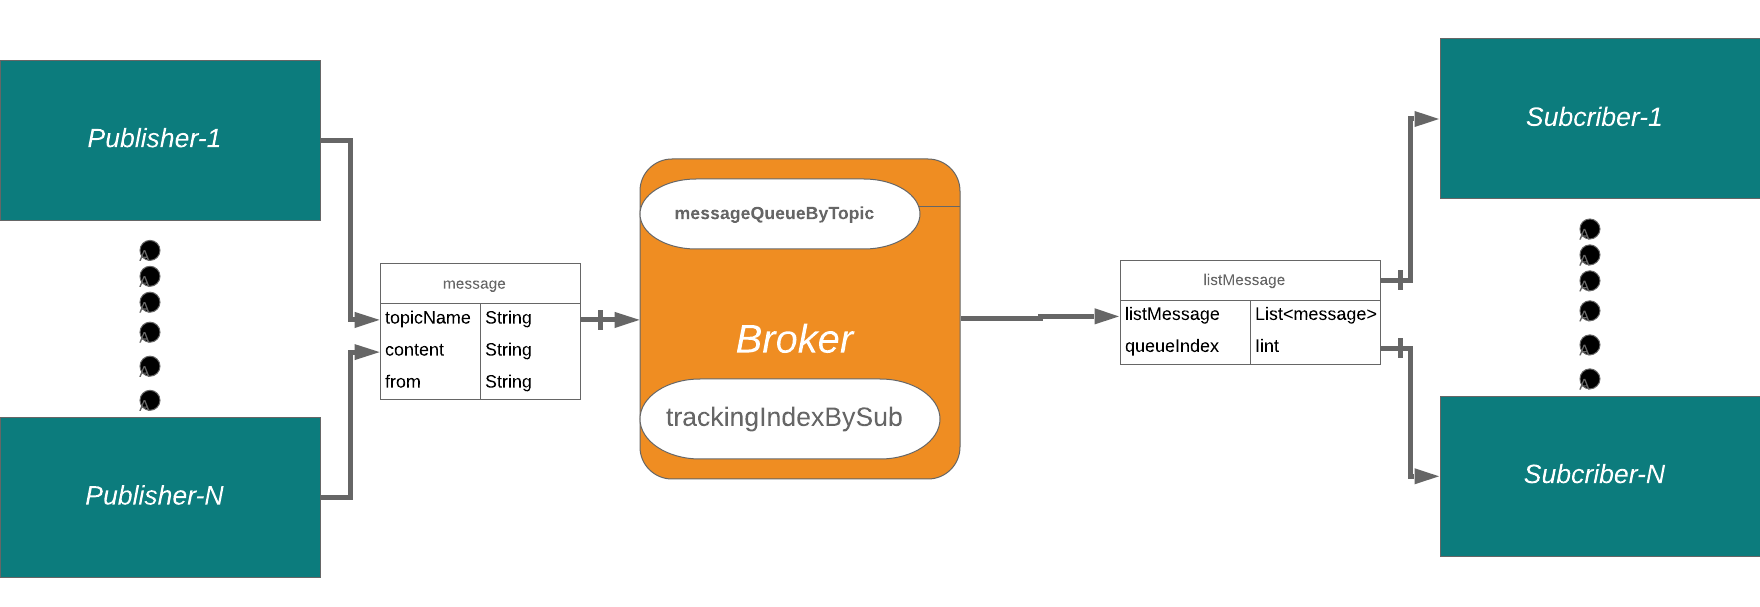 Publisher-1
A
A
A
A
A
A
Publisher-N
message
topicName String
content String
from String
messageQueueByTopic
Broker
trackingIndexBySub
listMessage
listMessage List<message>
queueIndex Iint
Subcriber-1
A
A
A
A
A
A
Subcriber-N